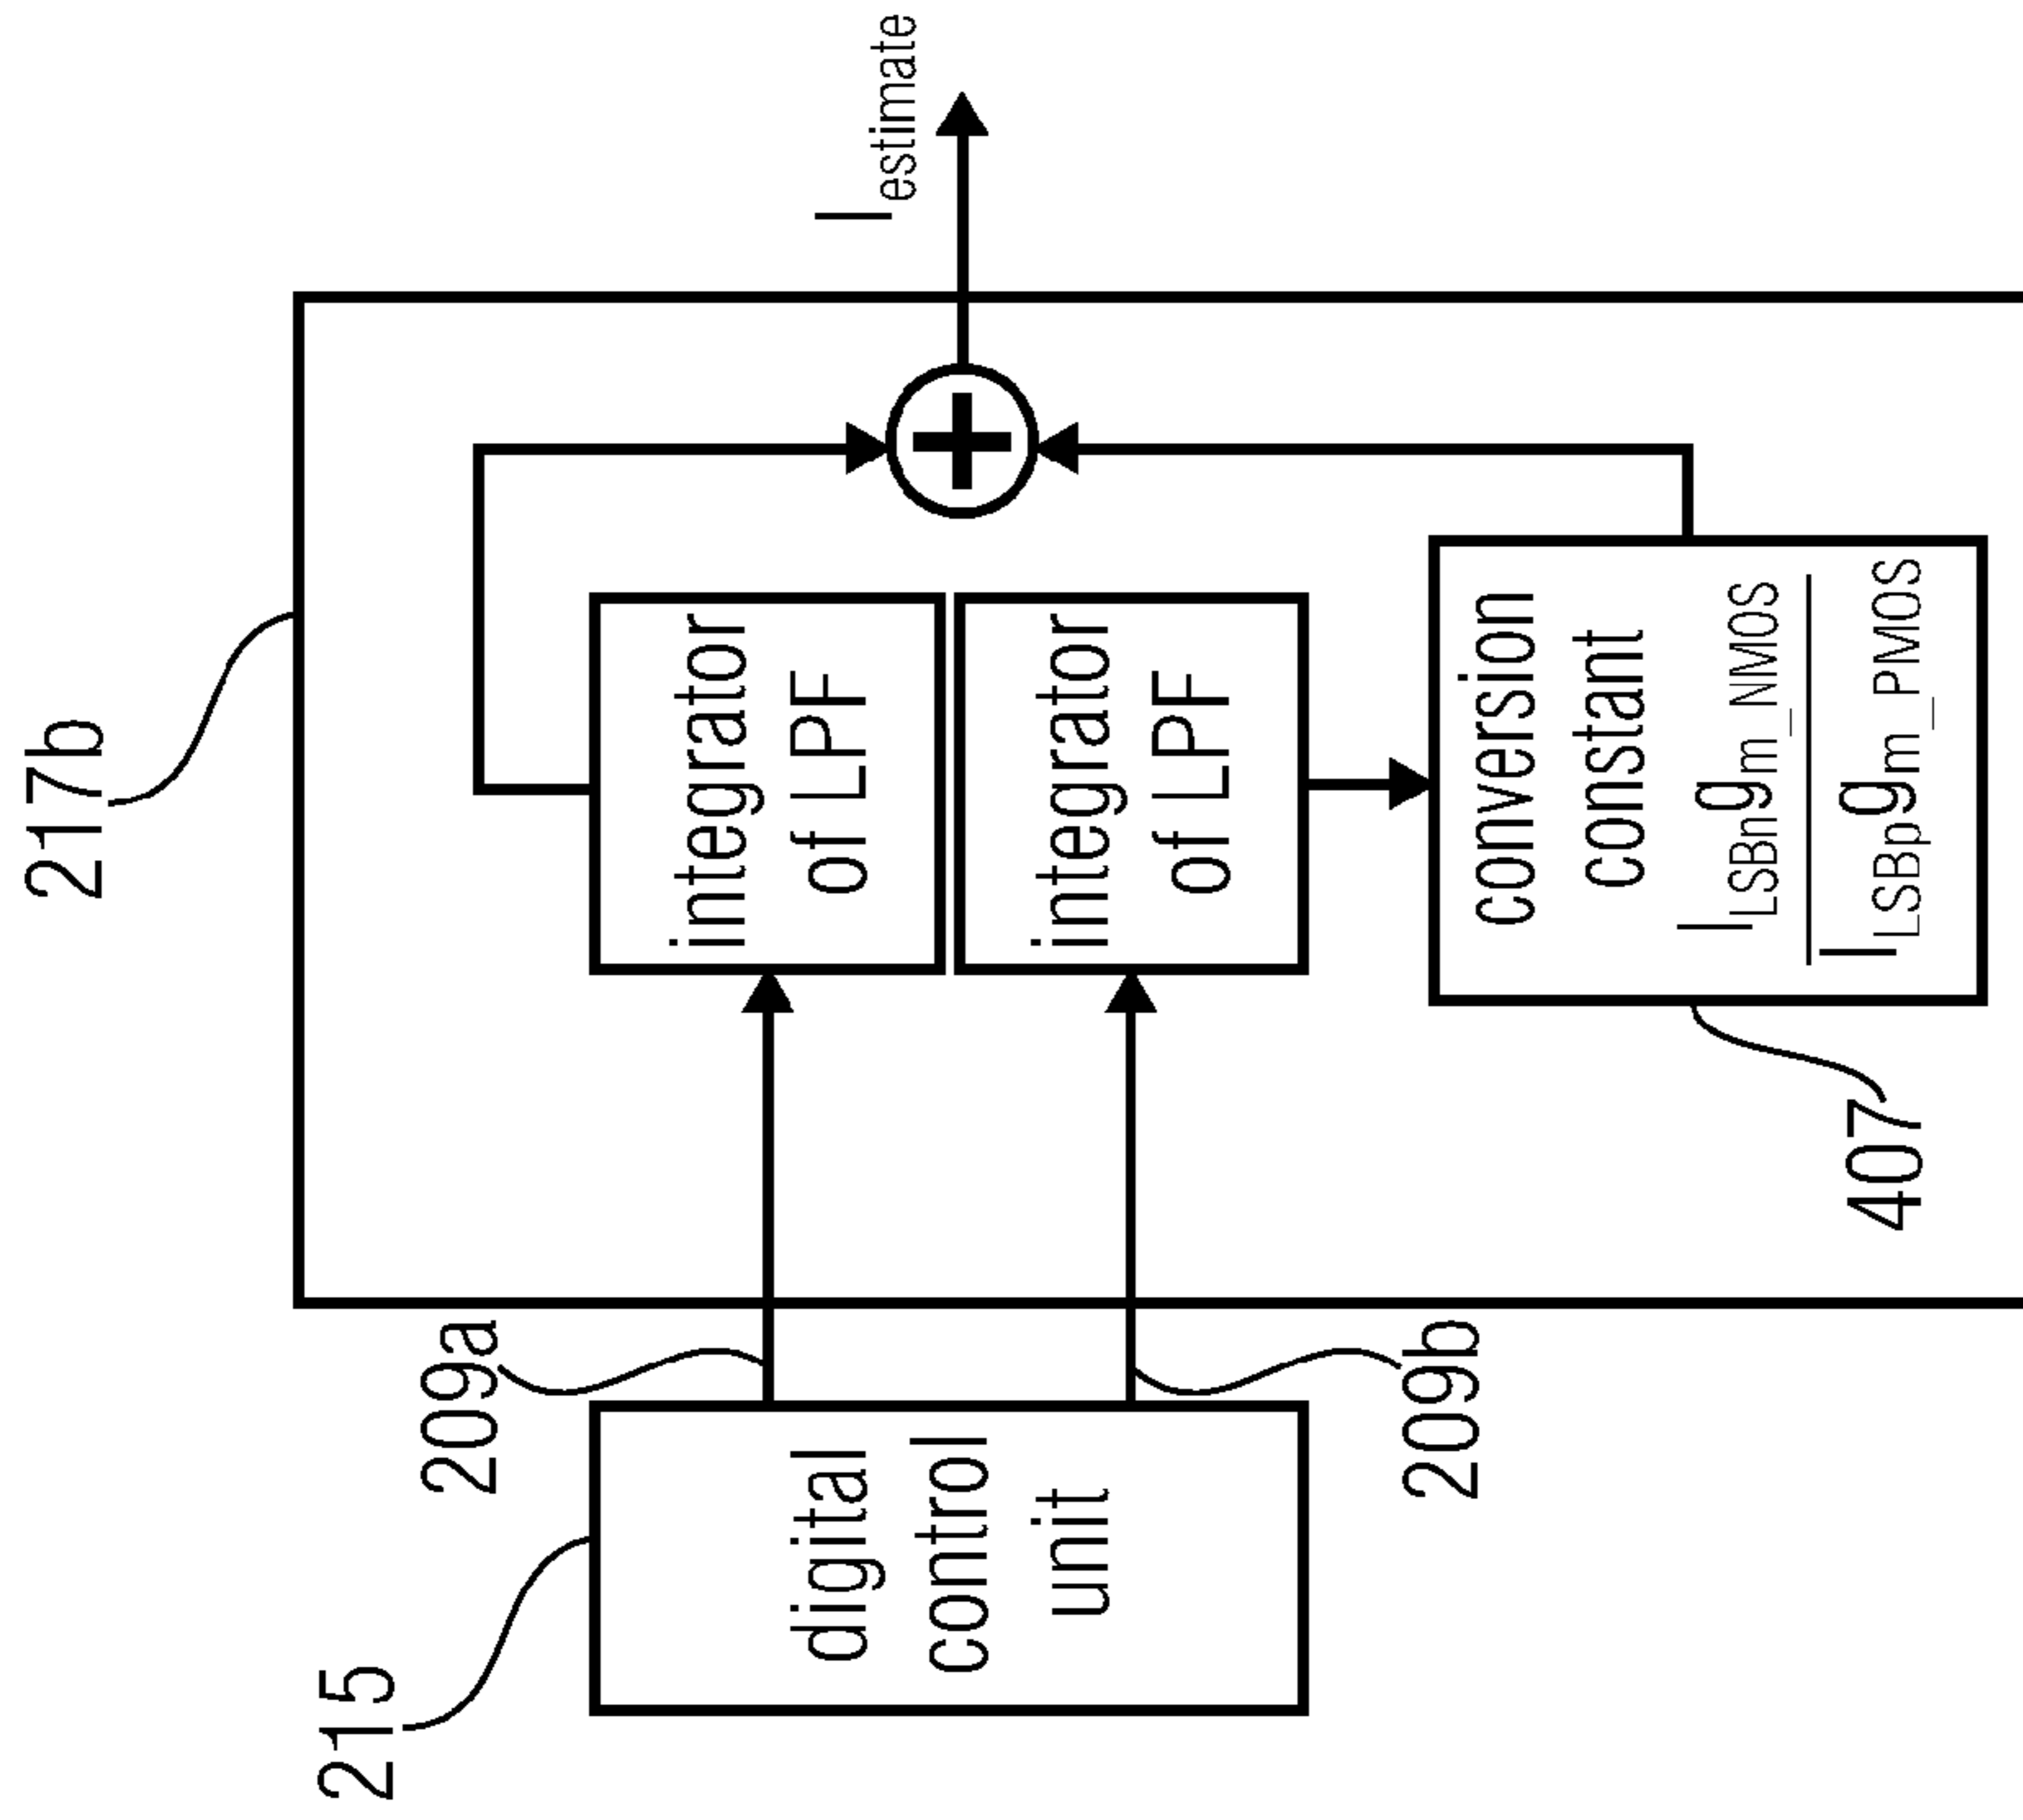 217b
215
digital
control
unit
209a
209b
integrator
of LPF
integrator
of LPF
conversion
constant
I_LSBn g_m_NMOS
I_LSBp g_m_PMOS
407
I_estimate